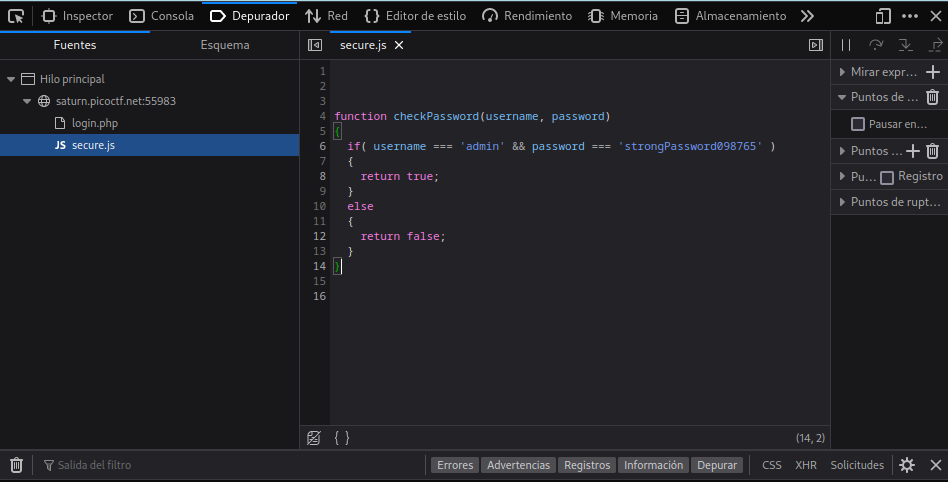 Inspector Consola Depurador Red Editor de estilo Rendimiento Memoria Almacenamiento
Fuentes Esquema
secure.js
Hilo principal
saturn.picoctf.net:55983
login.php
JS secure.js
1
2
3
4 function checkPassword(username, password)
5 {
6 if( username === 'admin' && password === 'strongPassword098765' )
7 {
8 return true;
9 }
10 else
11 {
12 return false;
13 }
14 }
15
16
{ } (14, 2)
Mirar expr...
Puntos de ...
Pausar en...
Puntos ...
Pu... Registro
Puntos de rupt...
Salida del filtro Errores Advertencias Registros Información Depurar CSS XHR Solicitudes